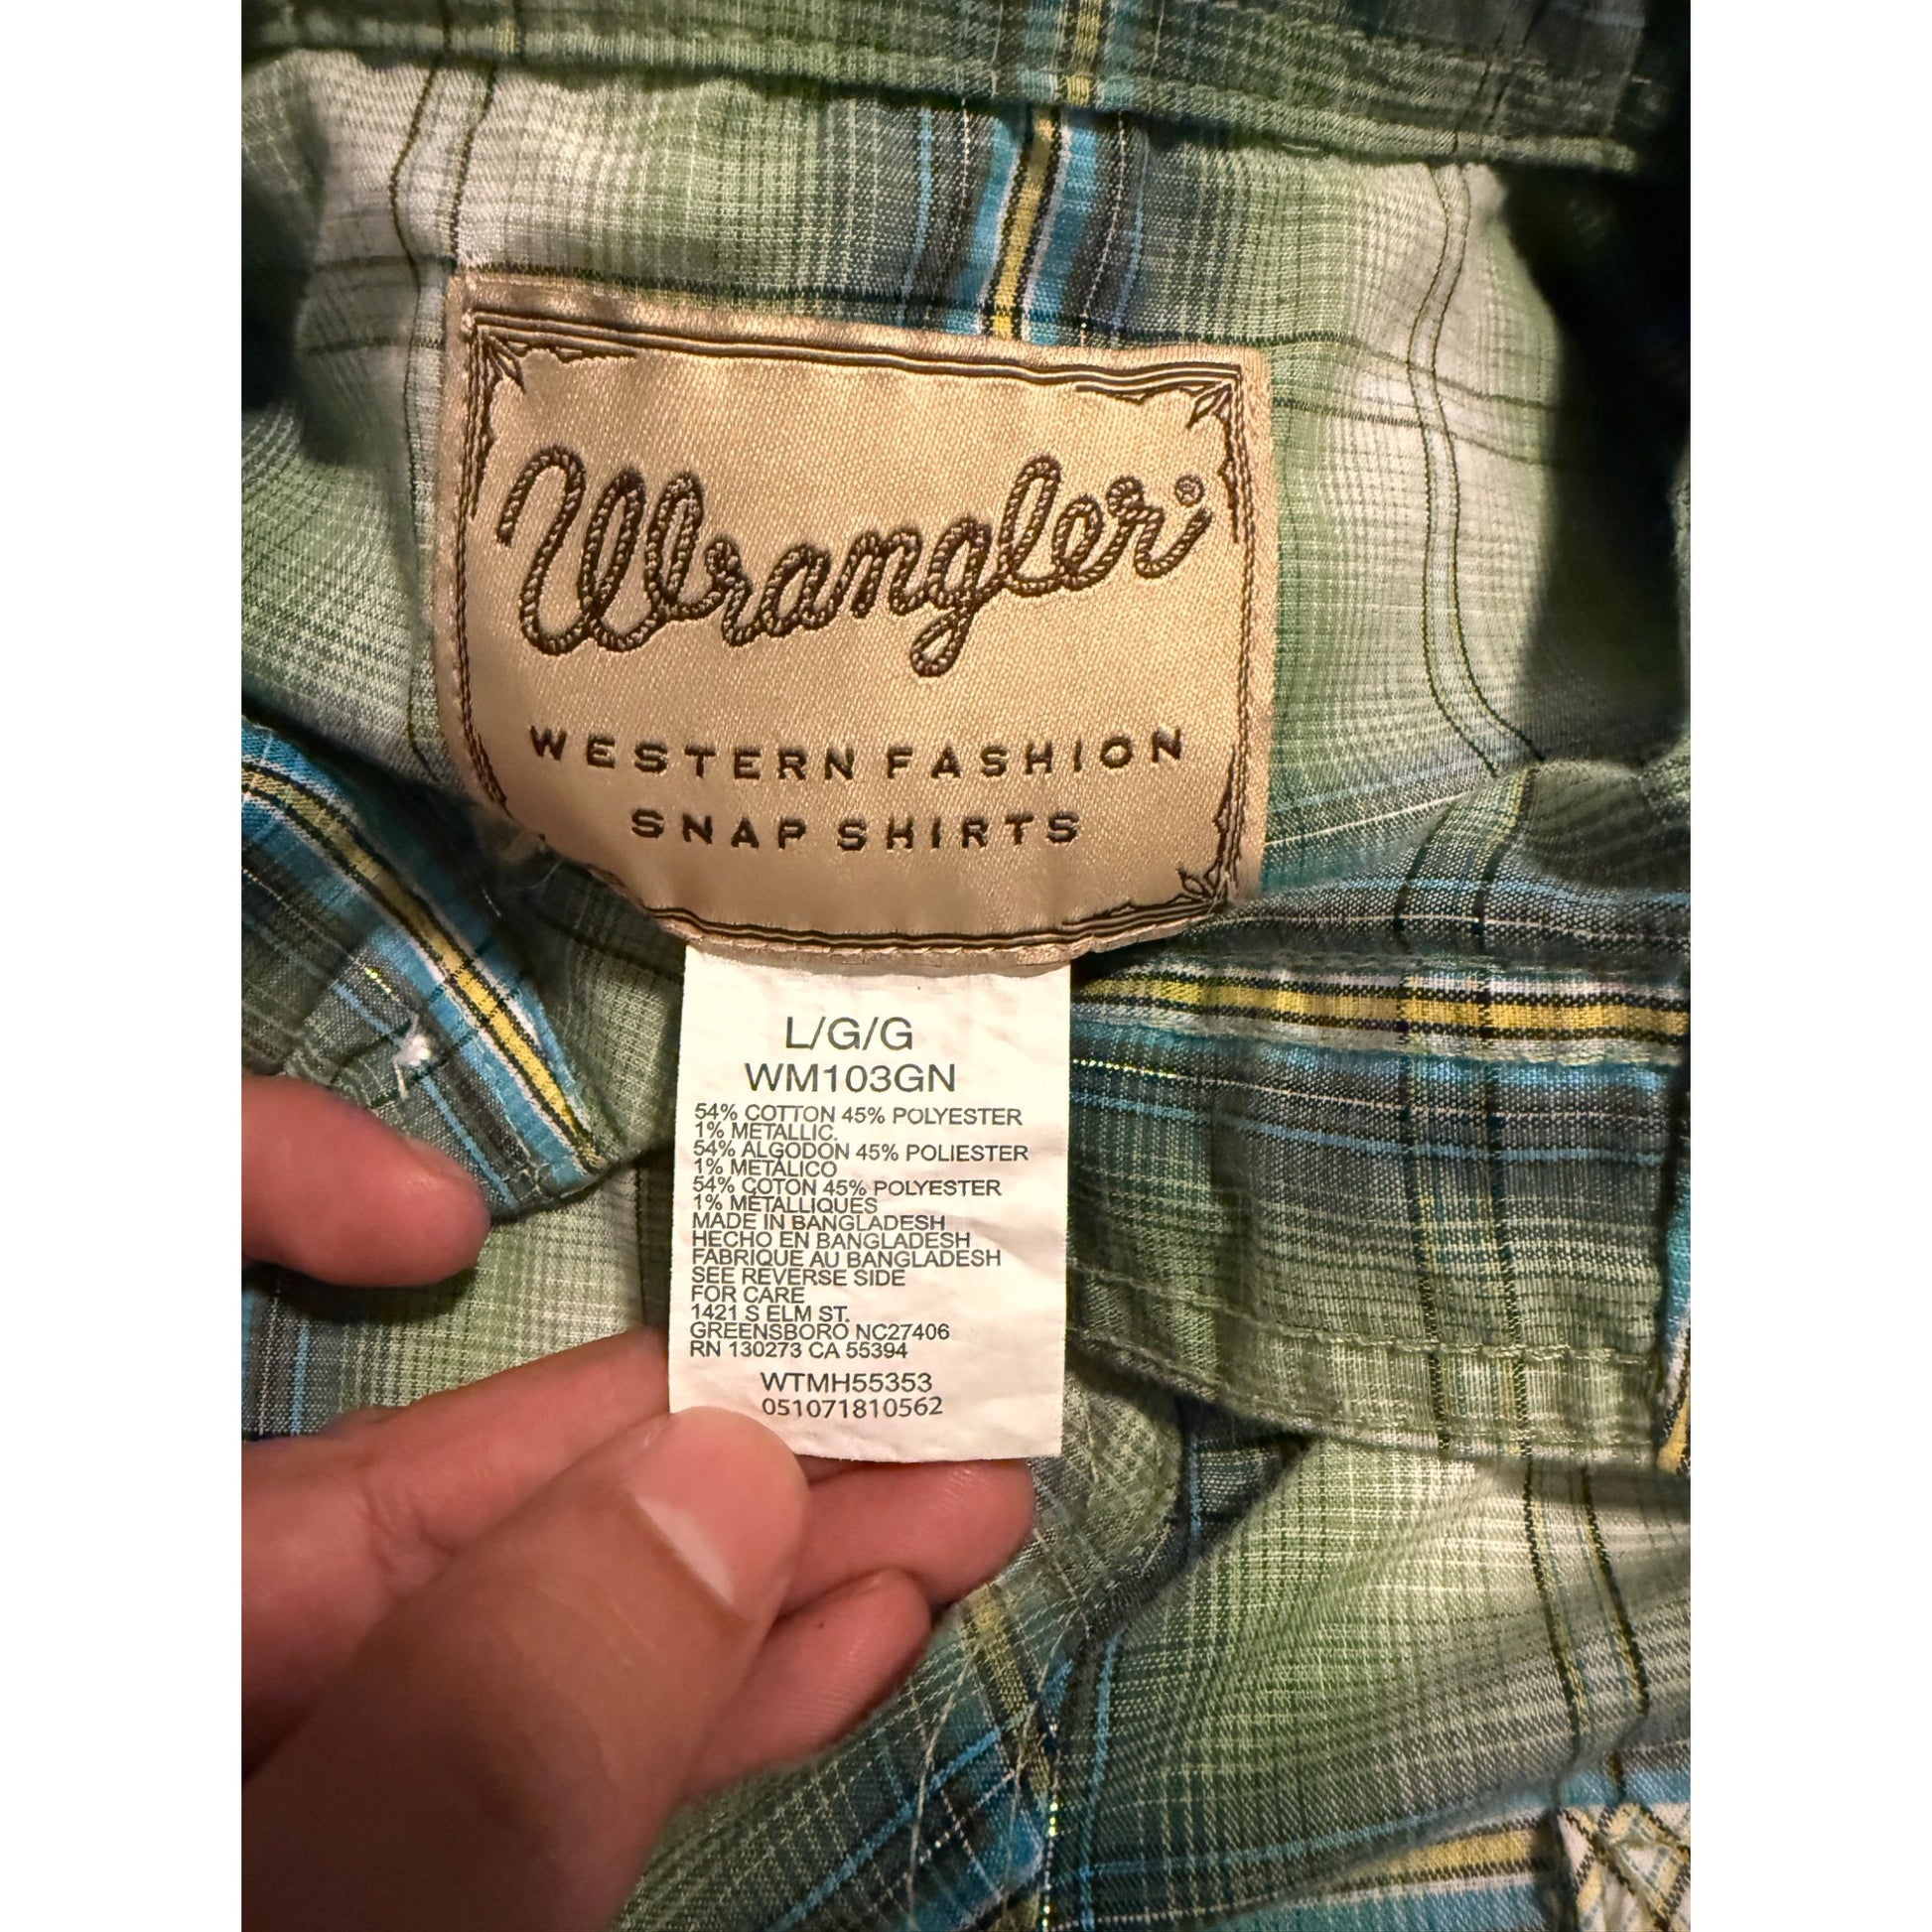 Wrangler®
WESTERN FASHION
SNAP SHIRTS
L/G/G
WM103GN
54% COTTON 45% POLYESTER
1% METALLIC.
54% ALGODON 45% POLIESTER
1% METALICO
54% COTON 45% POLYESTER
1% METALLIQUES
MADE IN BANGLADESH
HECHO EN BANGLADESH
FABRIQUE AU BANGLADESH
SEE REVERSE SIDE
FOR CARE
1421 S ELM ST.
GREENSBORO NC27406
RN 130273 CA 55394
WTMH55353
051071810562